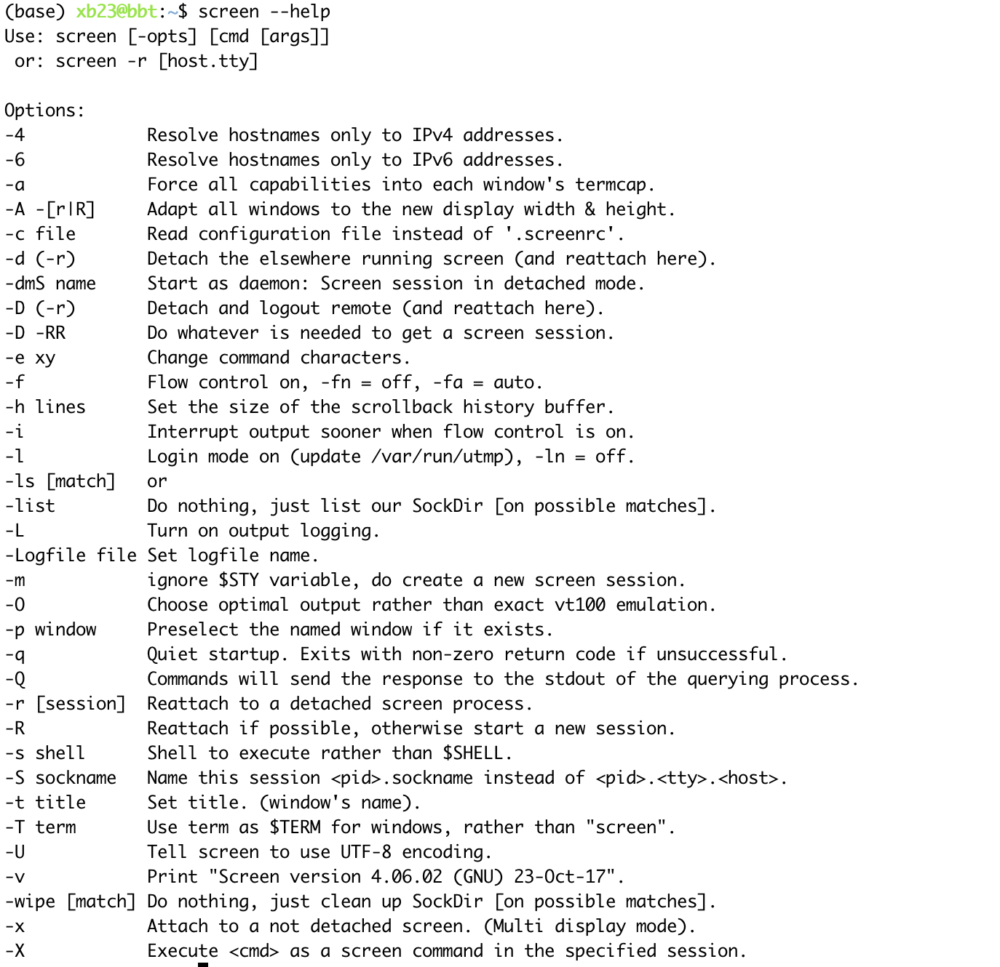 (base) xb23@bbt:~$ screen --help
Use: screen [-opts] [cmd [args]]
 or: screen -r [host.tty]

Options:
-4            Resolve hostnames only to IPv4 addresses.
-6            Resolve hostnames only to IPv6 addresses.
-a            Force all capabilities into each window's termcap.
-A -[r|R]     Adapt all windows to the new display width & height.
-c file       Read configuration file instead of '.screenrc'.
-d (-r)       Detach the elsewhere running screen (and reattach here).
-dmS name     Start as daemon: Screen session in detached mode.
-D (-r)       Detach and logout remote (and reattach here).
-D -RR        Do whatever is needed to get a screen session.
-e xy         Change command characters.
-f            Flow control on, -fn = off, -fa = auto.
-h lines      Set the size of the scrollback history buffer.
-i            Interrupt output sooner when flow control is on.
-l            Login mode on (update /var/run/utmp), -ln = off.
-ls [match]   or
-list         Do nothing, just list our SockDir [on possible matches].
-L            Turn on output logging.
-Logfile file Set logfile name.
-m            ignore $STY variable, do create a new screen session.
-O            Choose optimal output rather than exact vt100 emulation.
-p window     Preselect the named window if it exists.
-q            Quiet startup. Exits with non-zero return code if unsuccessful.
-Q            Commands will send the response to the stdout of the querying process.
-r [session]  Reattach to a detached screen process.
-R            Reattach if possible, otherwise start a new session.
-s shell      Shell to execute rather than $SHELL.
-S sockname   Name this session <pid>.sockname instead of <pid>.<tty>.<host>.
-t title      Set title. (window's name).
-T term       Use term as $TERM for windows, rather than "screen".
-U            Tell screen to use UTF-8 encoding.
-v            Print "Screen version 4.06.02 (GNU) 23-Oct-17".
-wipe [match] Do nothing, just clean up SockDir [on possible matches].
-x            Attach to a not detached screen. (Multi display mode).
-X            Execute <cmd> as a screen command in the specified session.